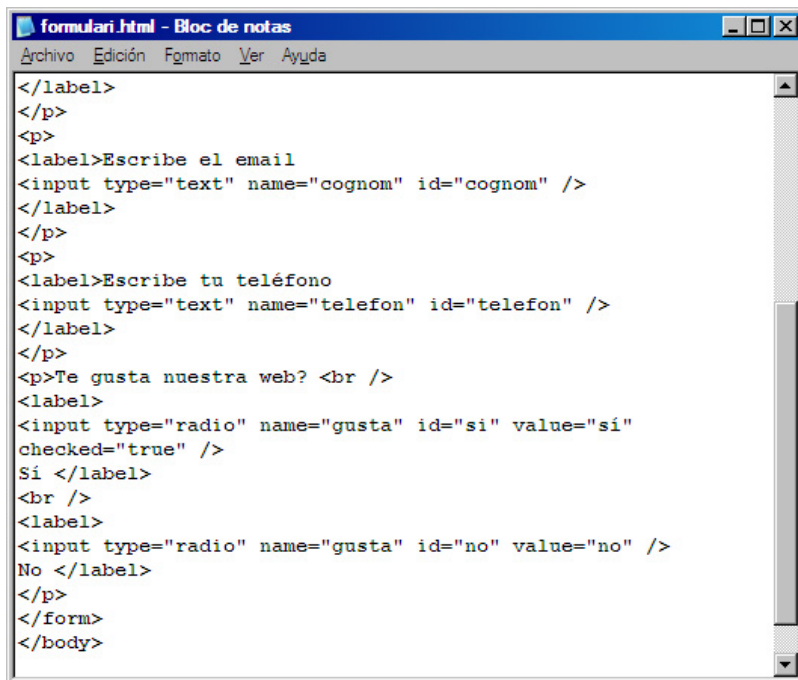 formulari.html - Bloc de notas
Archivo Edición Formato Ver Ayuda
</label>
</p>
<p>
<label>Escribe el email
<input type="text" name="cognom" id="cognom" />
</label>
</p>
<p>
<label>Escribe tu teléfono
<input type="text" name="telefon" id="telefon" />
</label>
</p>
<p>Te gusta nuestra web? <br />
<label>
<input type="radio" name="gusta" id="si" value="sí"
checked="true" />
Sí </label>
<br />
<label>
<input type="radio" name="gusta" id="no" value="no" />
No </label>
</p>
</form>
</body>